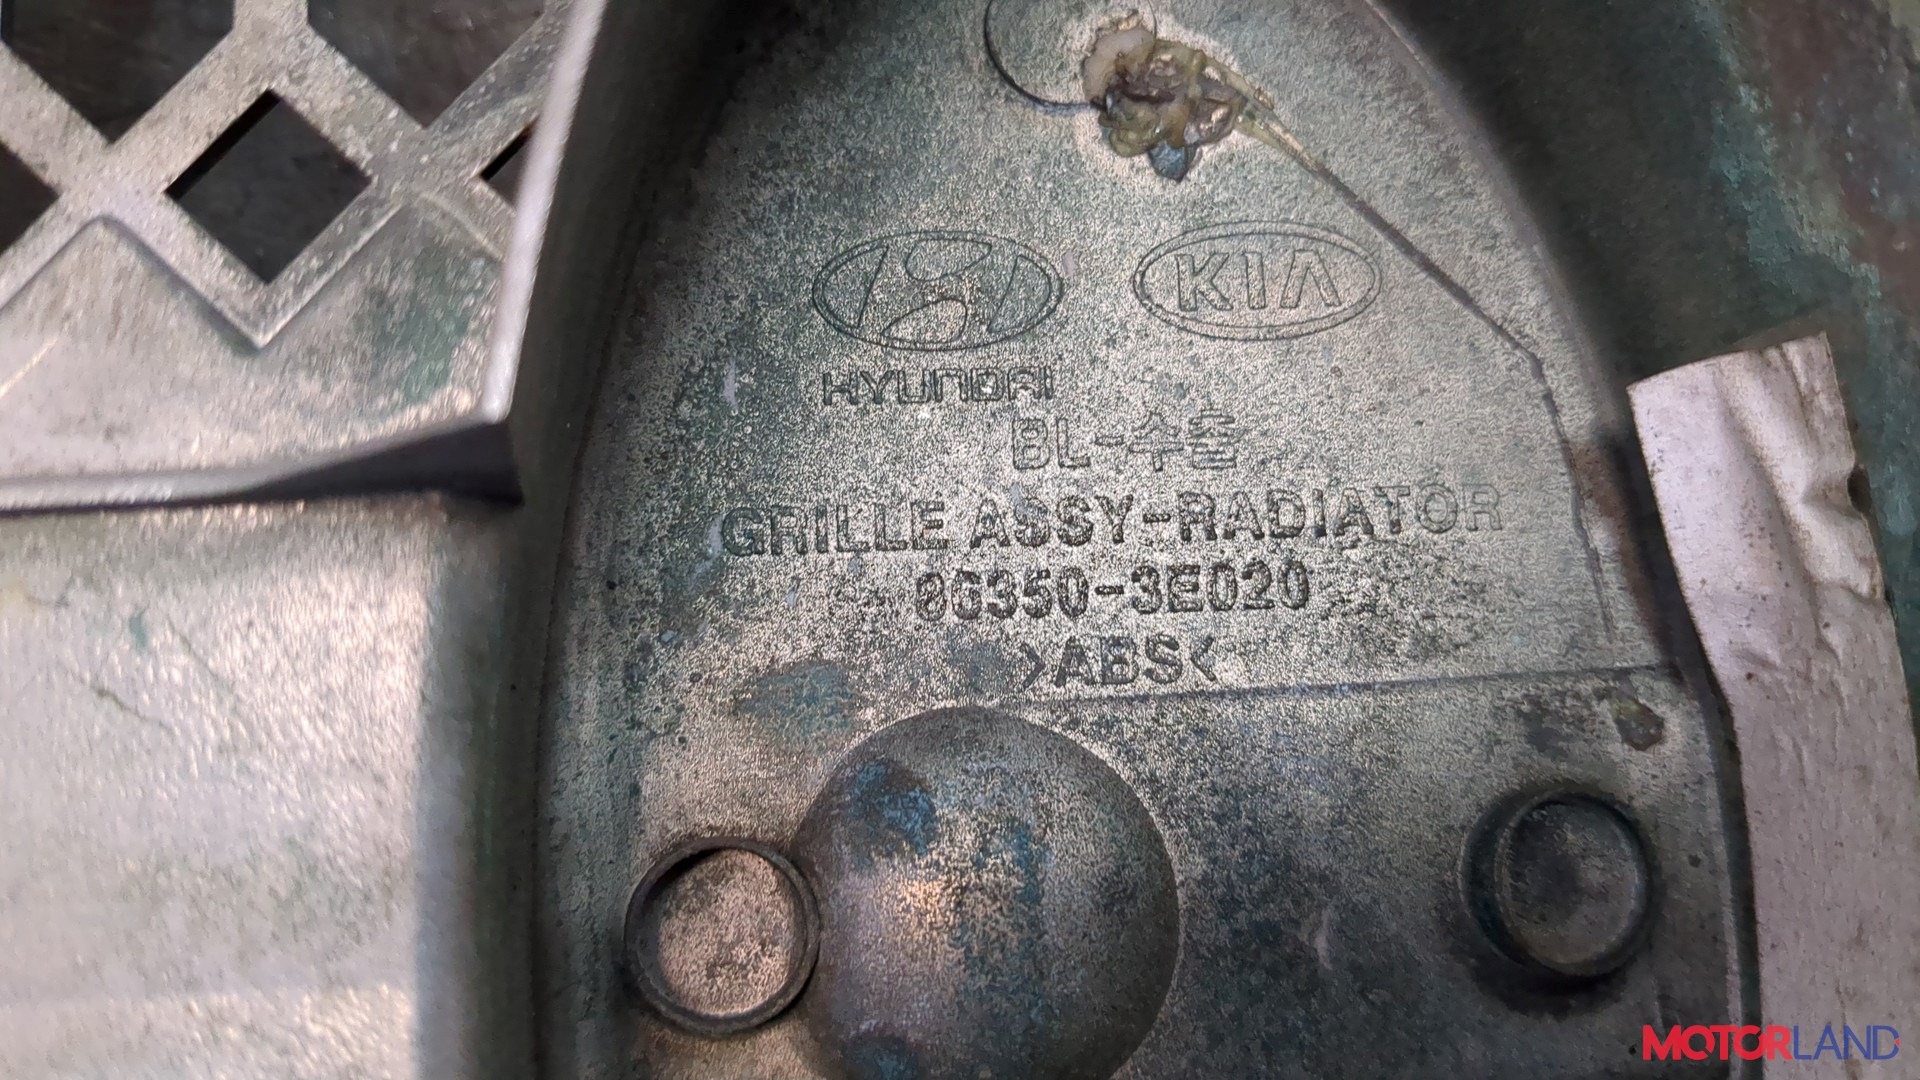 KIA
HYUNDAI
BL-수출
GRILLE ASSY-RADIATOR
86350-3E020
>ABS<
MOTORLAND